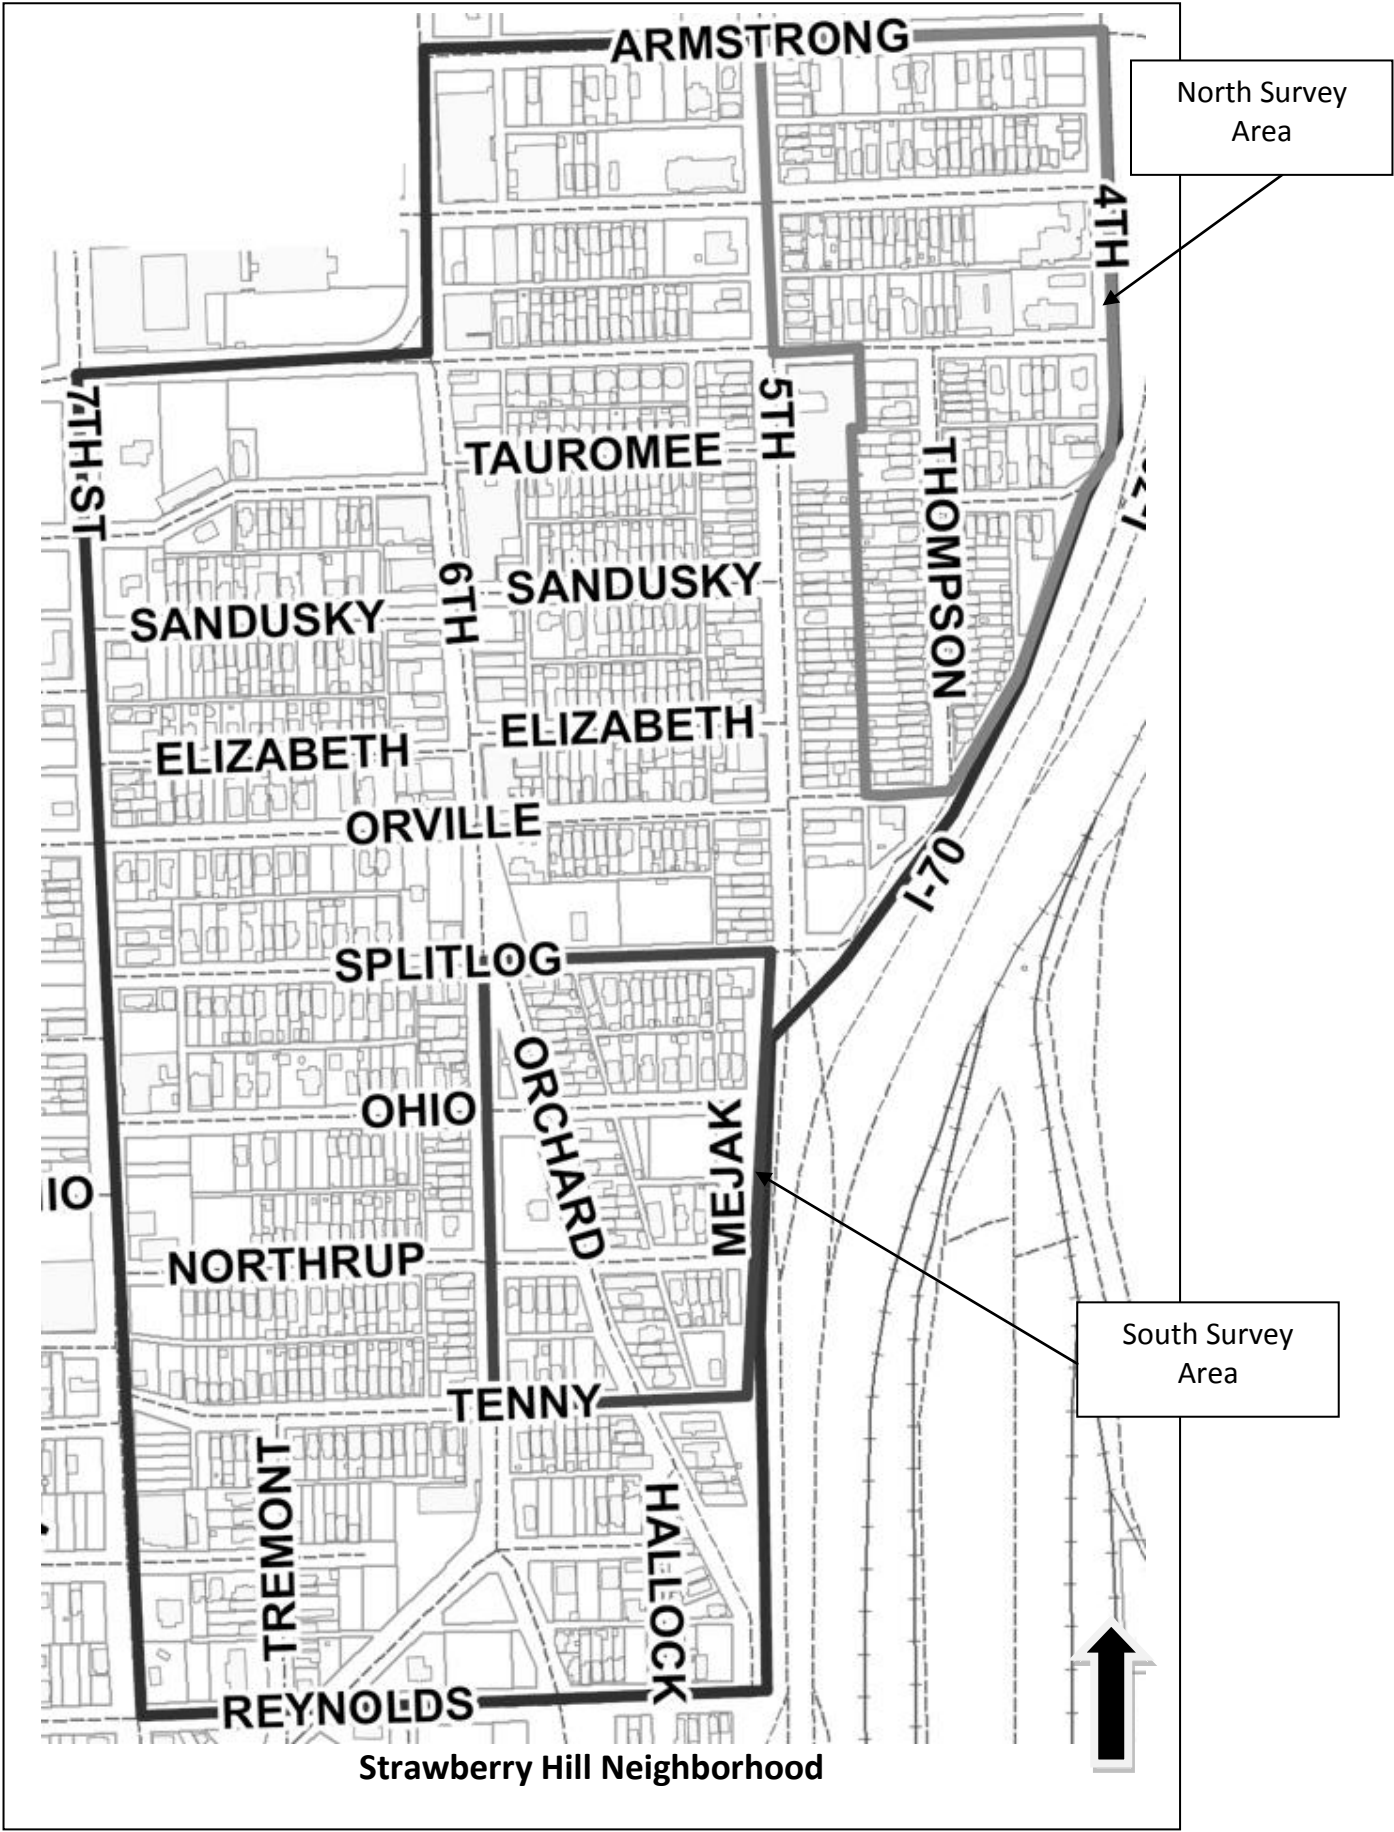 ARMSTRONG
North Survey
Area
4TH
7TH ST
5TH
TAUROMEE
THOMPSON
6TH
SANDUSKY
SANDUSKY
ELIZABETH
ELIZABETH
ORVILLE
I-70
SPLITLOG
ORCHARD
OHIO
MEJAK
IO
NORTHRUP
South Survey
Area
TENNY
TREMONT
HALLOCK
REYNOLDS
Strawberry Hill Neighborhood